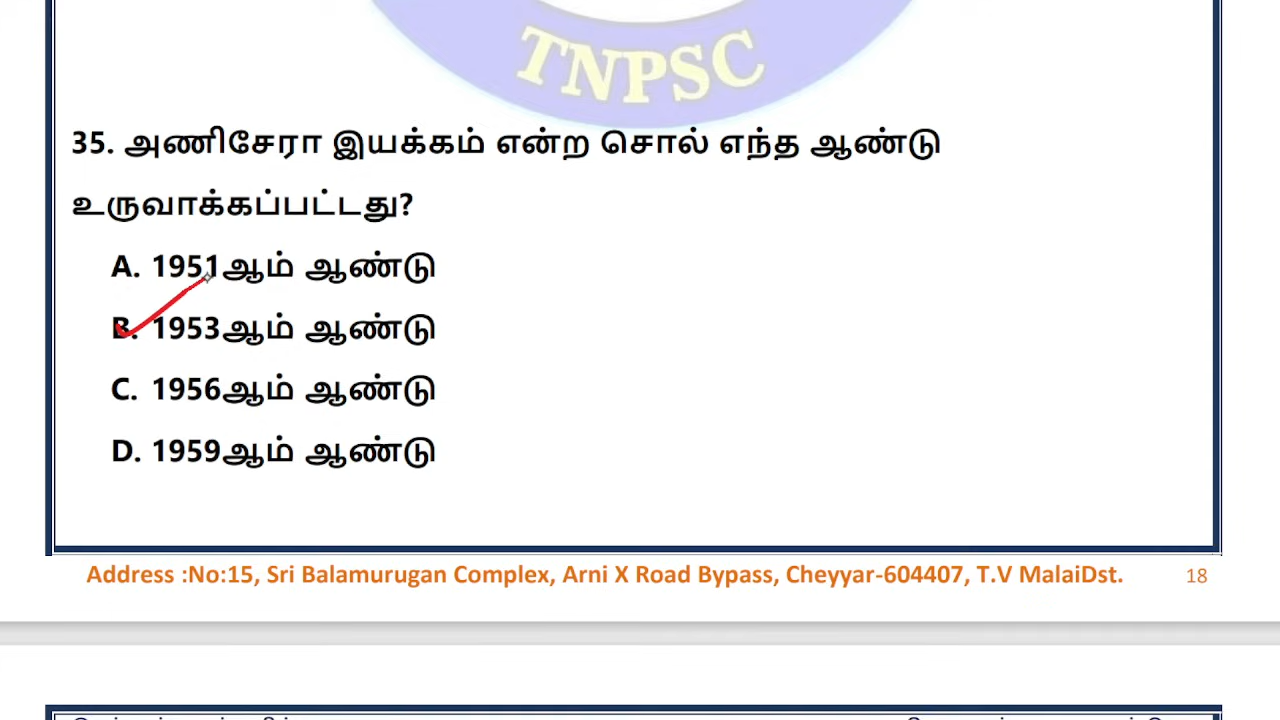 TNPSC
35. அணிசேரா இயக்கம் என்ற சொல் எந்த ஆண்டு
உருவாக்கப்பட்டது?
A. 1951ஆம் ஆண்டு
B. 1953ஆம் ஆண்டு
C. 1956ஆம் ஆண்டு
D. 1959ஆம் ஆண்டு
Address :No:15, Sri Balamurugan Complex, Arni X Road Bypass, Cheyyar-604407, T.V MalaiDst. 18